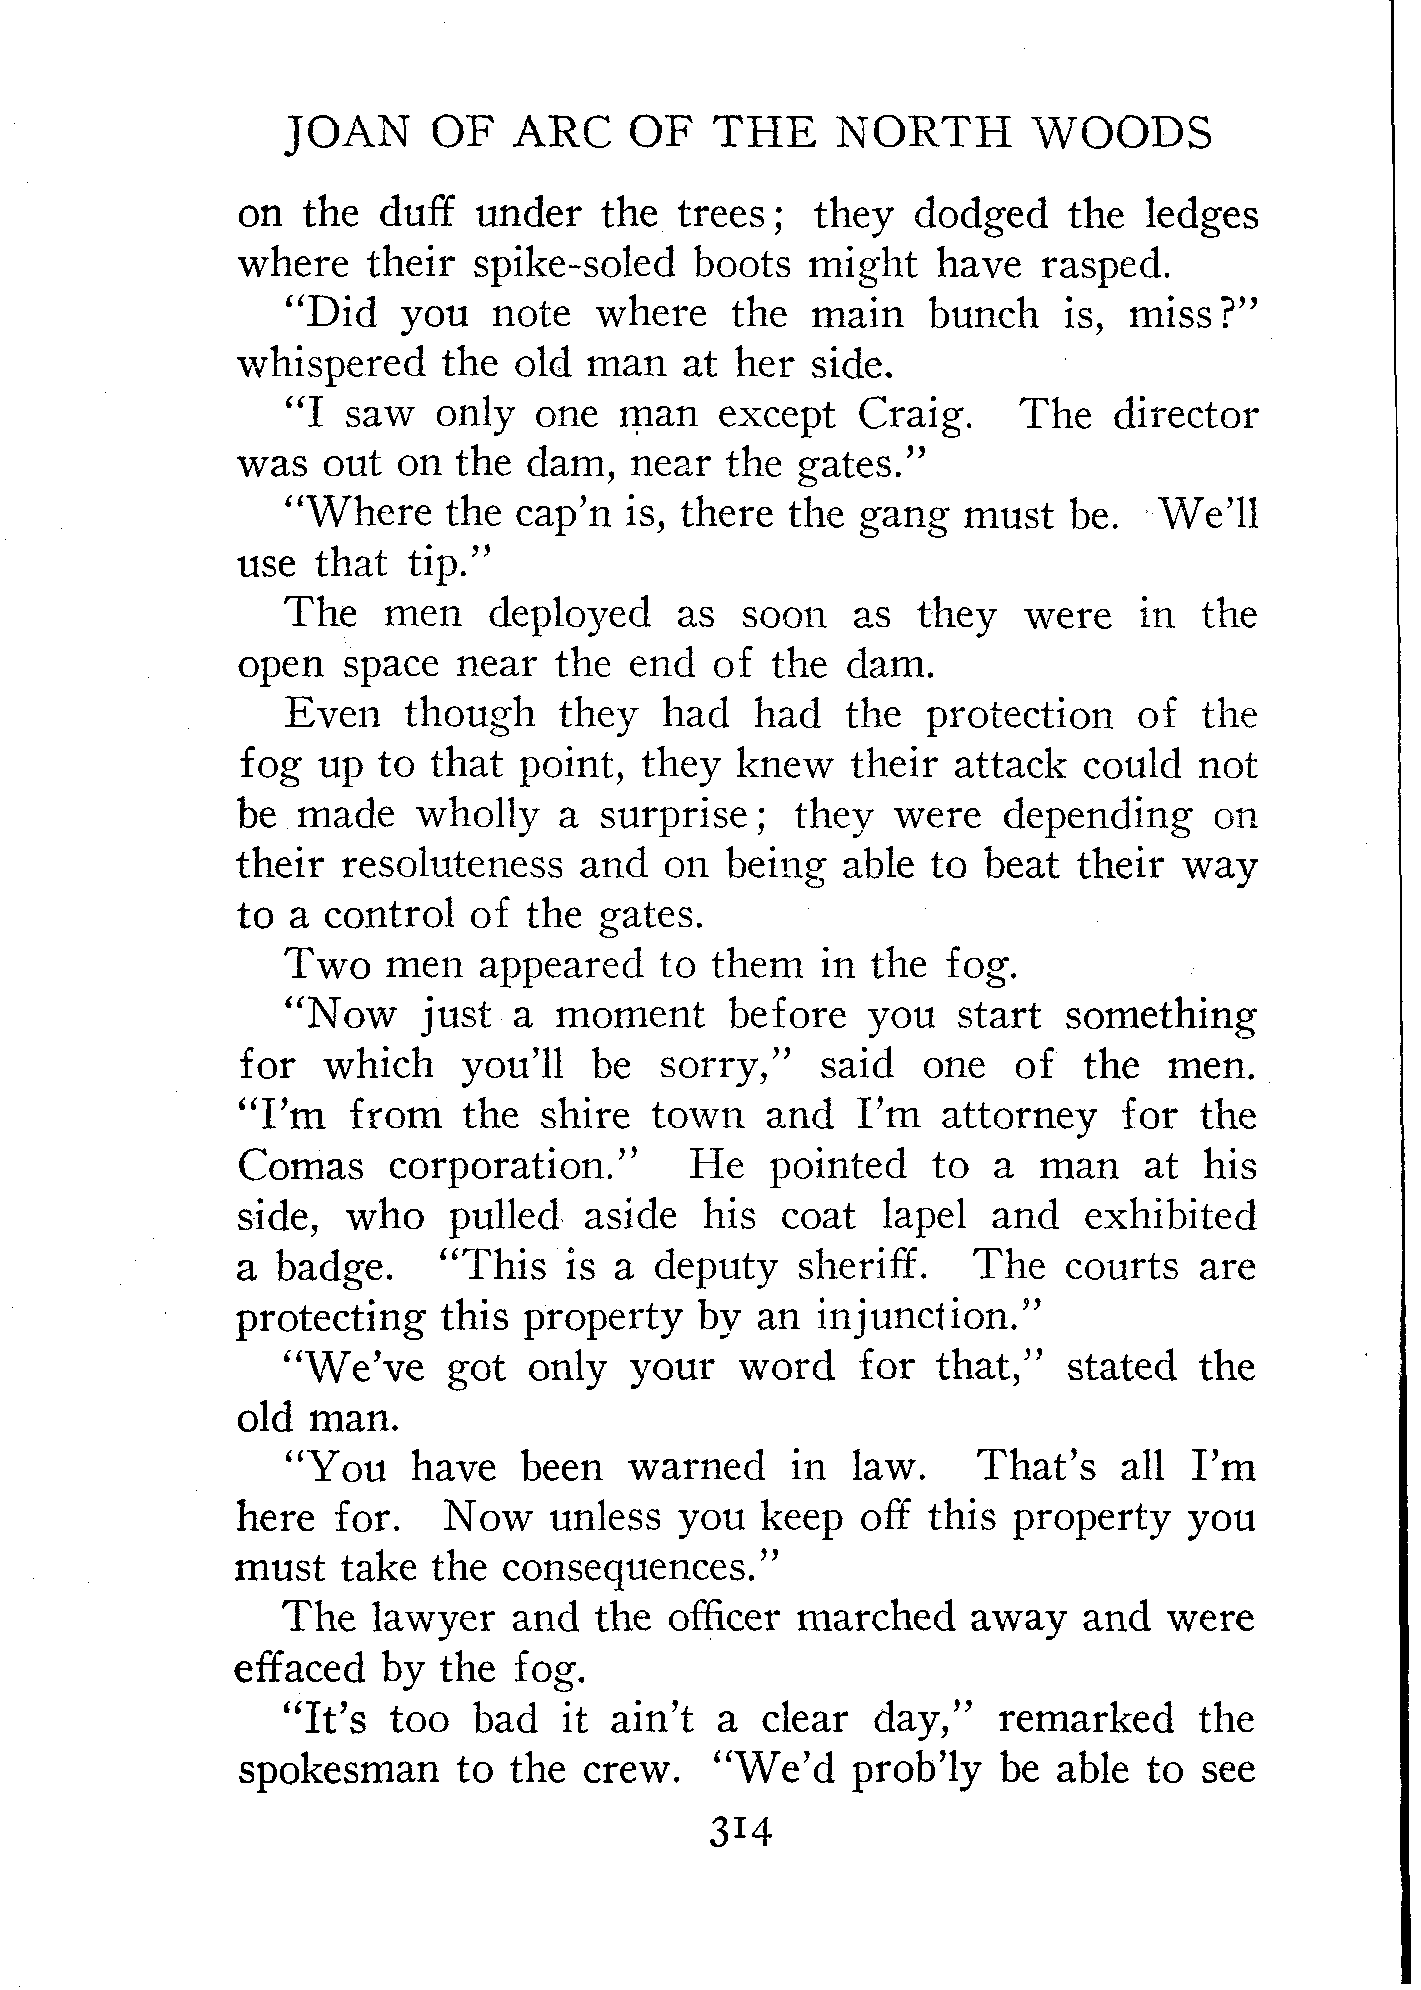 JOAN OF ARC OF THE NORTH WOODS
on the duff under the trees; they dodged the ledges
where their spike-soled boots might have rasped.
"Did you note where the main bunch is, miss?"
whispered the old man at her side.
"I saw only one man except Craig. The director
was out on the dam, near the gates."
"Where the cap'n is, there the gang must be. We'll
use that tip."
The men deployed as soon as they were in the
open space near the end of the dam.
Even though they had had the protection of the
fog up to that point, they knew their attack could not
be made wholly a surprise; they were depending on
their resoluteness and on being able to beat their way
to a control of the gates.
Two men appeared to them in the fog.
"Now just a moment before you start something
for which you'll be sorry," said one of the men.
"I'm from the shire town and I'm attorney for the
Comas corporation." He pointed to a man at his
side, who pulled aside his coat lapel and exhibited
a badge. "This is a deputy sheriff. The courts are
protecting this property by an injunction."
"We've got only your word for that," stated the
old man.
"You have been warned in law. That's all I'm
here for. Now unless you keep off this property you
must take the consequences."
The lawyer and the officer marched away and were
effaced by the fog.
"It's too bad it ain't a clear day," remarked the
spokesman to the crew. "We'd prob'ly be able to see
314